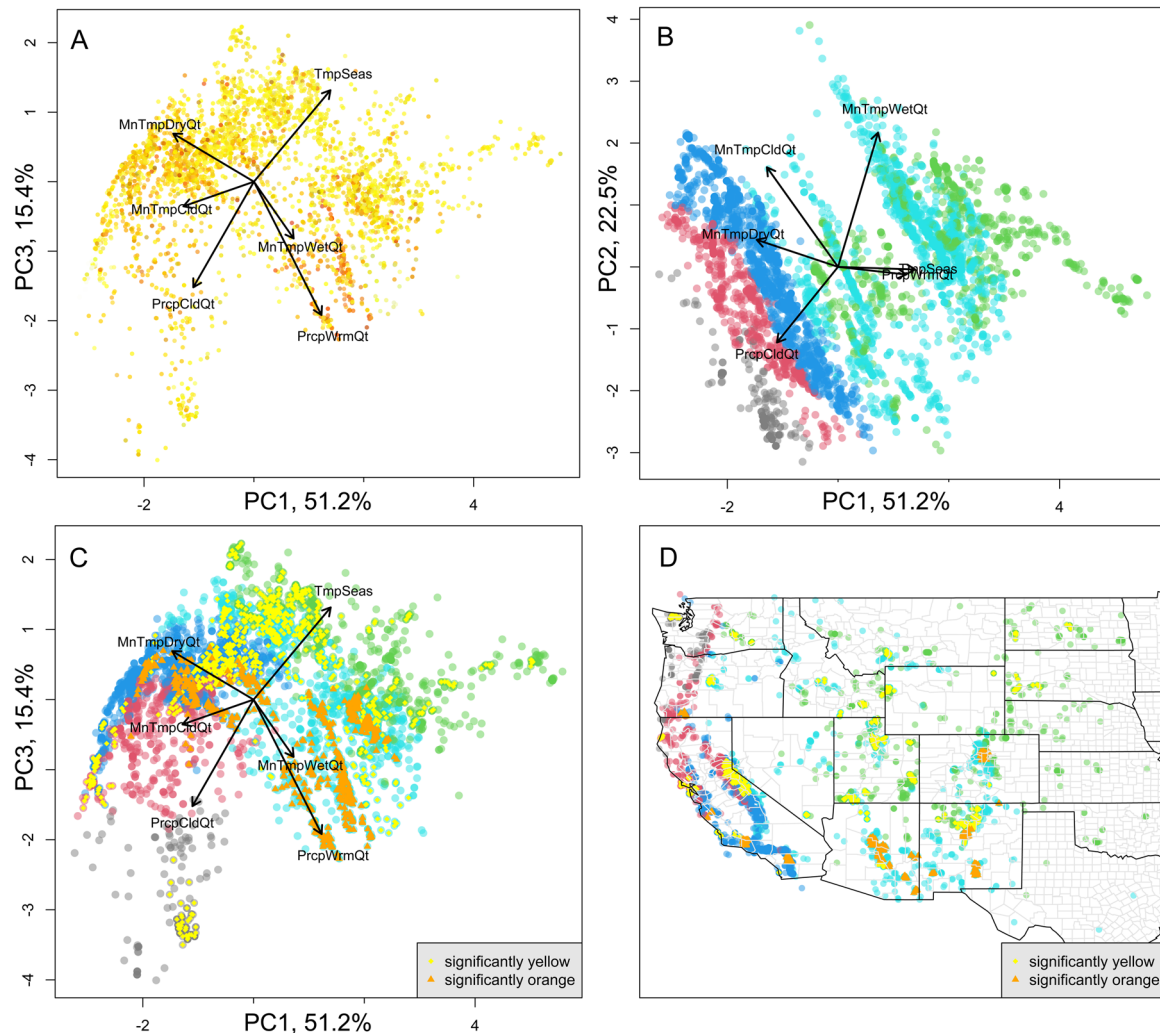 A
2
1
-2
-3
-4
PC3, 15.4%
TmpSeas
MnTmpDryQt
MnTmpCldQt
MnTmpWetQt
PrcpCldQt
PrcpWrmQt
-2
4
PC1, 51.2%
B
4
3
2
-1
-2
-3
PC2, 22.5%
MnTmpWetQt
MnTmpCldQt
MnTmpDryQt
TmpSeas
PrcpWrmQt
PrcpCldQt
-2
4
PC1, 51.2%
C
2
1
-2
-3
-4
PC3, 15.4%
TmpSeas
MnTmpDryQt
MnTmpCldQt
MnTmpWetQt
PrcpCldQt
PrcpWrmQt
significantly yellow
significantly orange
-2
4
PC1, 51.2%
D
significantly yellow
significantly orange